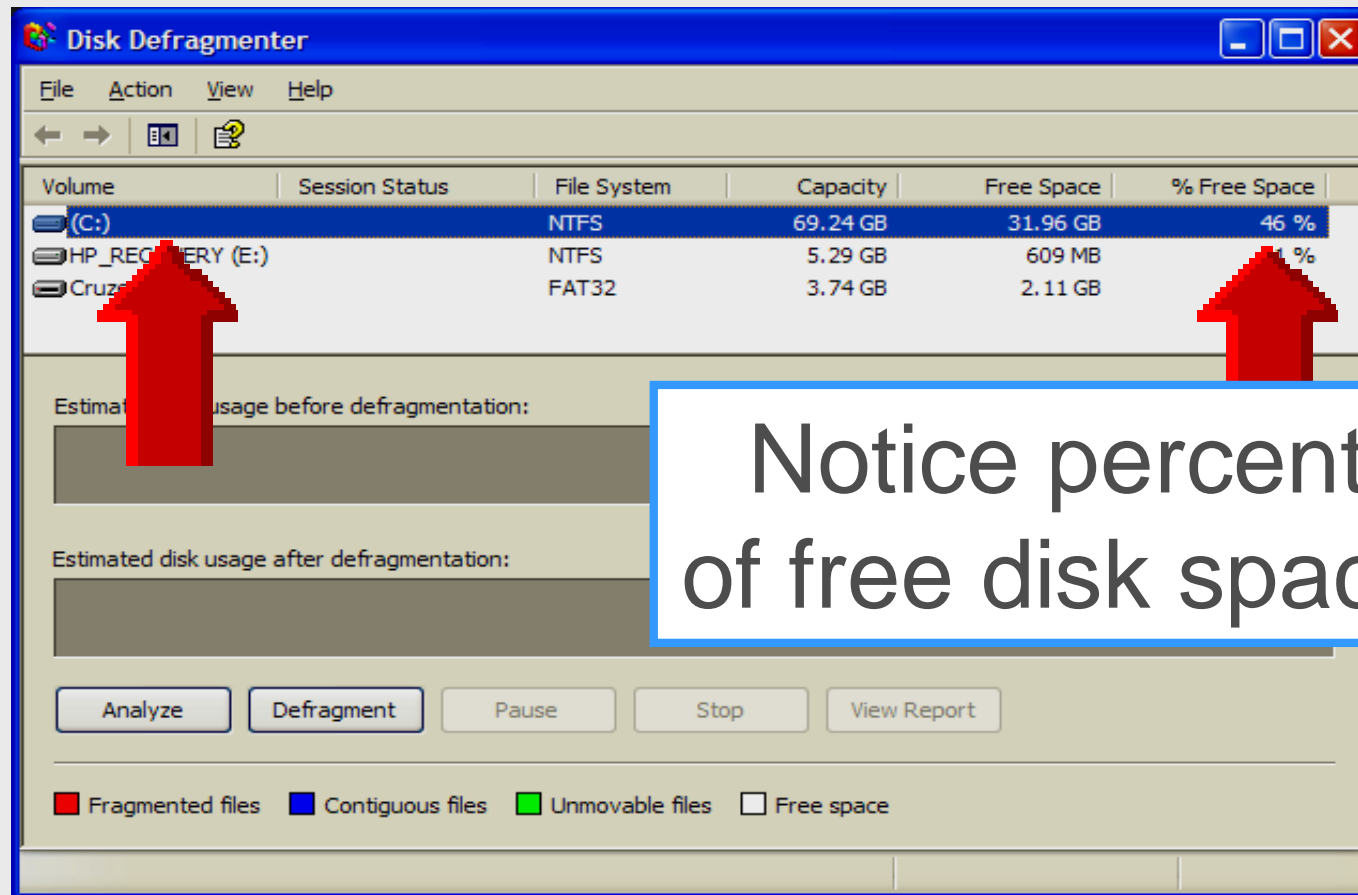 Disk Defragmenter
File Action View Help
Volume Session Status File System Capacity Free Space % Free Space
(C:) NTFS 69.24 GB 31.96 GB 46 %
(E:) NTFS 5.29 GB 609 MB %
FAT32 3.74 GB 2.11 GB
usage before defragmentation:
Notice percent
of free disk
Estimated disk usage after defragmentation:
Analyze Defragment Pause Stop View Report
Fragmented files Contiguous files Unmovable files Free space